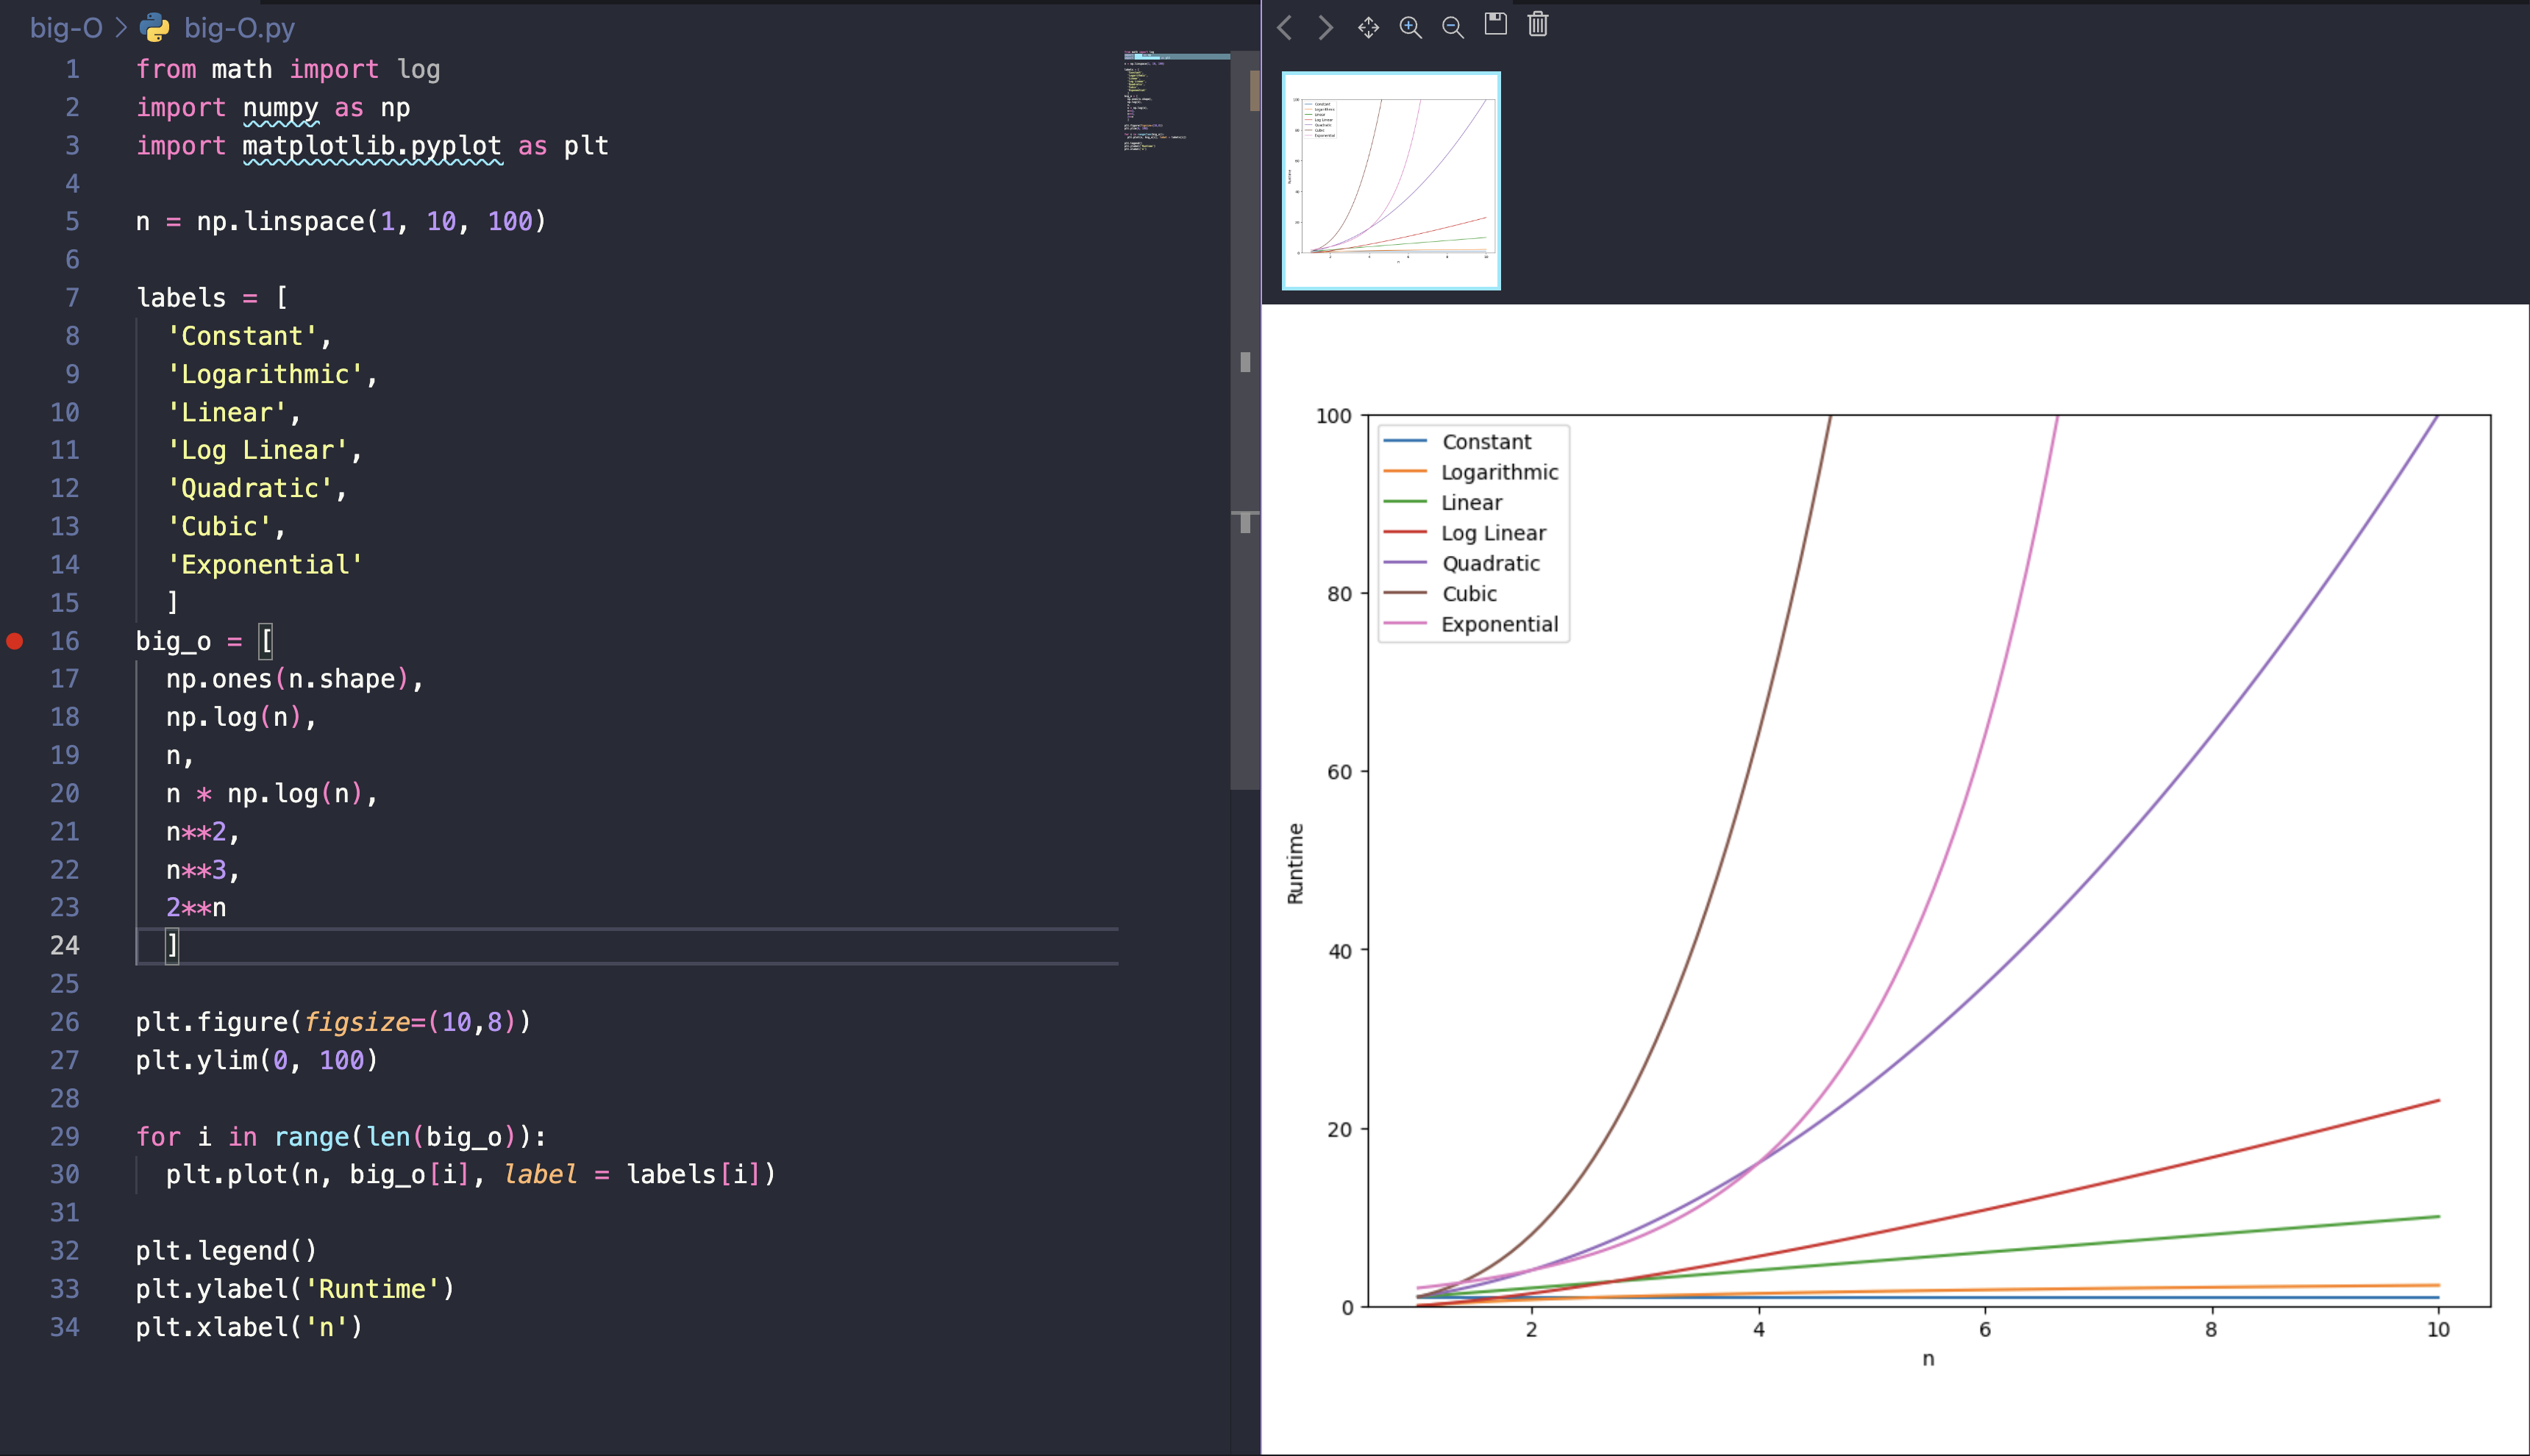 big-O > big-O.py
1 from math import log
2 import numpy as np
3 import matplotlib.pyplot as plt
4
5 n = np.linspace(1, 10, 100)
6
7 labels = [
8 'Constant',
9 'Logarithmic',
10 'Linear',
11 'Log Linear',
12 'Quadratic',
13 'Cubic',
14 'Exponential'
15 ]
16 big_o = [
17 np.ones(n.shape),
18 np.log(n),
19 n,
20 n * np.log(n),
21 n**2,
22 n**3,
23 2**n
24 ]
25
26 plt.figure(figsize=(10,8))
27 plt.ylim(0, 100)
28
29 for i in range(len(big_o)):
30 plt.plot(n, big_o[i], label = labels[i])
31
32 plt.legend()
33 plt.ylabel('Runtime')
34 plt.xlabel('n')
100
80
60
40
20
0
Runtime
Constant
Logarithmic
Linear
Log Linear
Quadratic
Cubic
Exponential
2 4 6 8 10
n